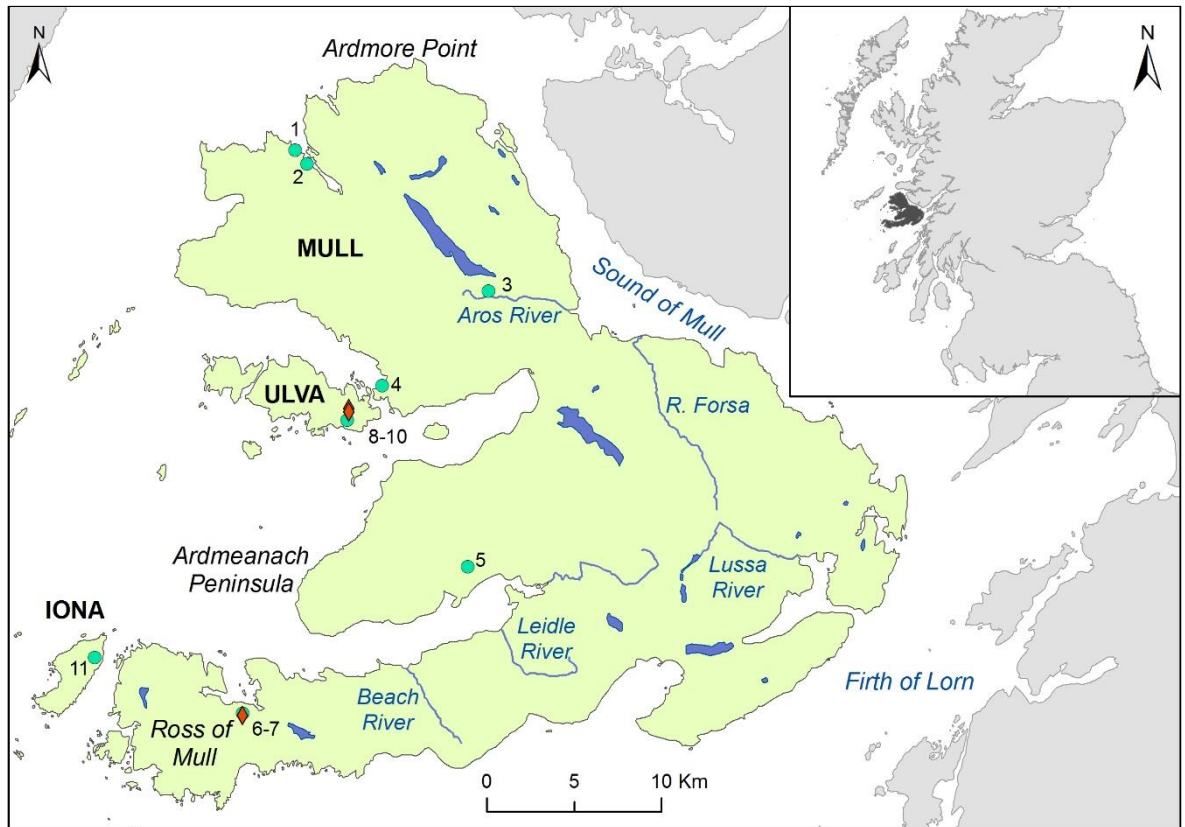 N
Ardmore Point
N
1
2
MULL
3
Sound of Mull
Aros River
4
ULVA
8-10
R. Forsa
Ardmeanach
Peninsula
5
Lussa
River
IONA
Leidle
River
11
Beach
River
Firth of Lorn
Ross of
Mull
6-7
0 5 10 Km